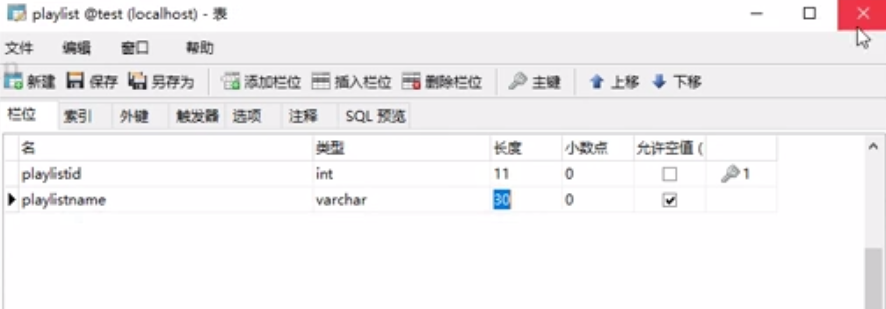 playlist @test (localhost) - 表
文件 编辑 窗口 帮助
新建 保存 另存为 添加栏位 插入栏位 删除栏位 主键 上移 下移
栏位 索引 外键 触发器 选项 注释 SQL 预览
名 类型 长度 小数点 允许空值 (
playlistid int 11 0 1
playlistname varchar 30 0